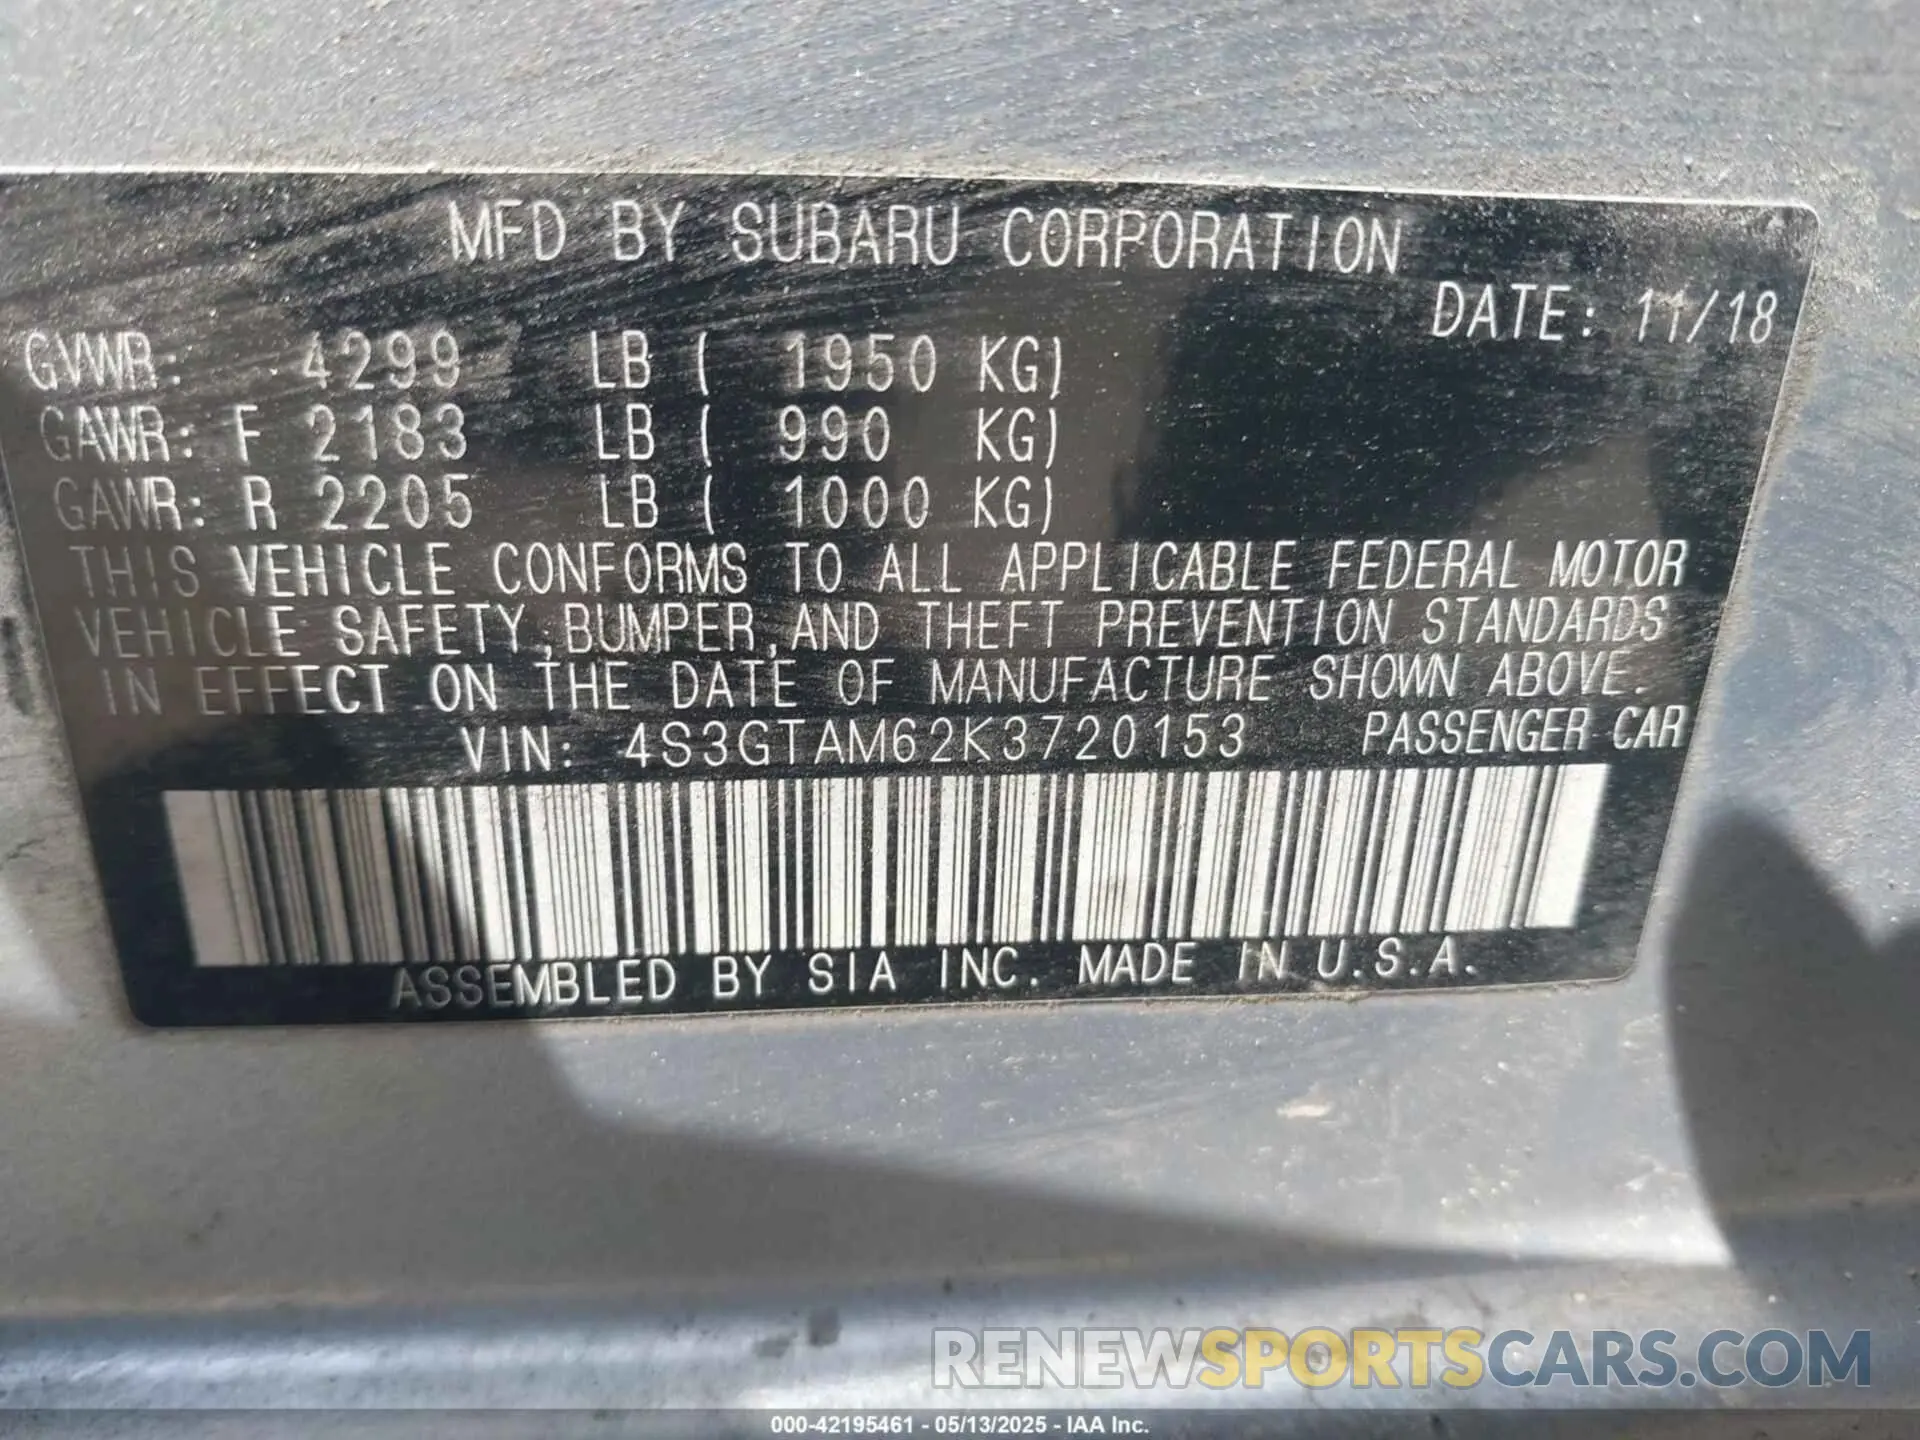 MFD BY SUBARU CORPORATION
DATE: 11/18
GVWR: 4299 LB ( 1950 KG)
GAWR: F 2183 LB ( 990 KG)
GAWR: R 2205 LB ( 1000 KG)
THIS VEHICLE CONFORMS TO ALL APPLICABLE FEDERAL MOTOR
VEHICLE SAFETY,BUMPER,AND THEFT PREVENTION STANDARDS
IN EFFECT ON THE DATE OF MANUFACTURE SHOWN ABOVE.
VIN: 4S3GTAM62K3720153 PASSENGER CAR
ASSEMBLED BY SIA INC. MADE IN U.S.A.
RENEWSPORTSCARS.COM
000-42195461 - 05/13/2025 - IAA Inc.